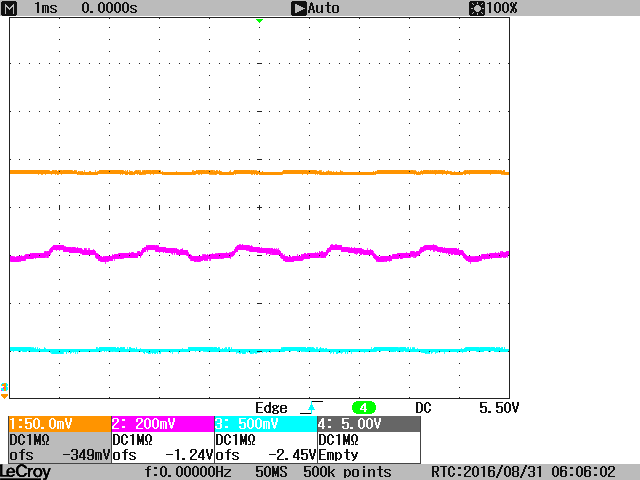 M 1ms 0.0000s Auto 100%
3
Edge 4 DC 5.50V
1:50.0mV 2: 200mV 3: 500mV 4: 5.00V
DC1MΩ DC1MΩ DC1MΩ DC1MΩ
ofs -349mV ofs -1.24V ofs -2.45V Empty
LeCroy f:0.00000Hz 50MS 500k points RTC:2016/08/31 06:06:02